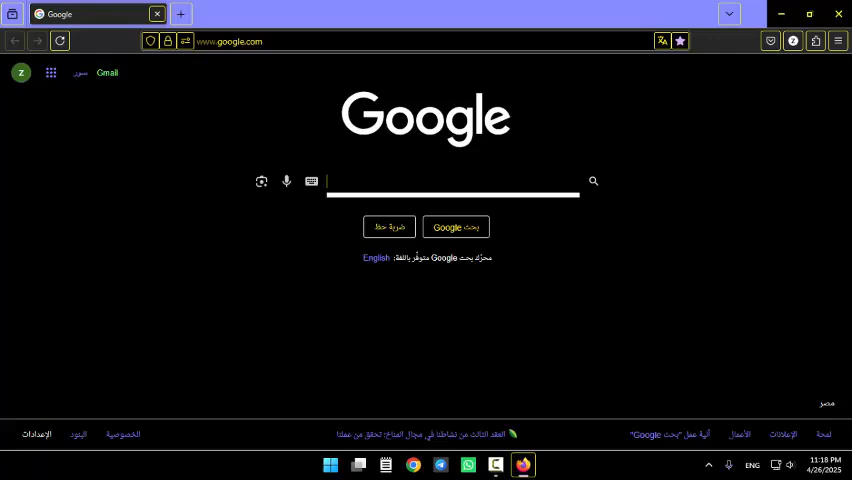 Google
www.google.com
Z
صور
Gmail
Z
Google
بحث Google
ضربة حظ
محرّك بحث Google متوفّر باللغة: English
مصر
العقد الثالث من نشاطنا في مجال المناخ: تحقق من عملنا
لمحة
الإعلانات
الأعمال
آلية عمل "بحث Google"
الخصوصية
البنود
الإعدادات
ENG
11:18 PM
4/26/2025